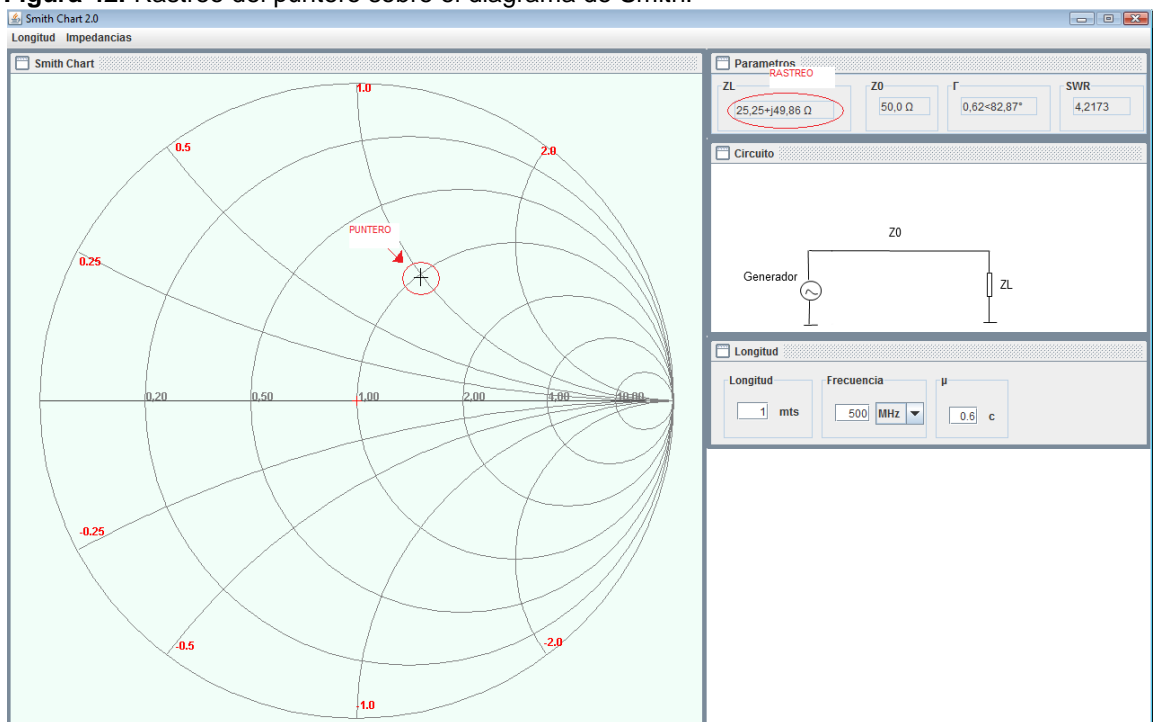 Figura 42. Rastreo del puntero sobre el diagrama de Smith.
Smith Chart 2.0
Longitud Impedancias
Smith Chart
1.0
0.5
2.0
PUNTERO
0.25
0,20 0,50 1,00 2,00 4,00 10,00
-0.25
-0.5
-2.0
-1.0
Parametros
RASTREO
ZL Z0 Γ SWR
25,25+j49,86 Ω 50,0 Ω 0,62<82,87° 4,2173
Circuito
Z0
Generador
ZL
Longitud
Longitud Frecuencia µ
1 mts 500 MHz 0.6 c